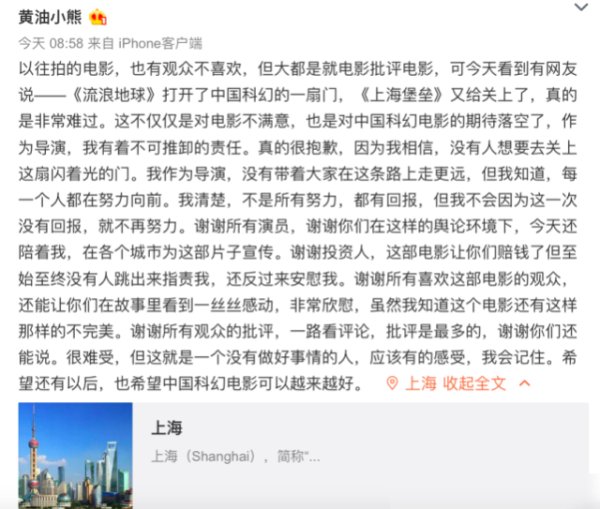 黄油小熊
今天 08:58 来自 iPhone客户端
以往拍的电影，也有观众不喜欢，但大都是就电影批评电影，可今天看到有网友
说——《流浪地球》打开了中国科幻的一扇门，《上海堡垒》又给关上了，真的
是非常难过。这不仅仅是对电影不满意，也是对中国科幻电影的期待落空了，作
为导演，我有着不可推卸的责任。真的很抱歉，因为我相信，没有人想要去关上
这扇闪着光的门。我作为导演，没有带着大家在这条路上走更远，但我知道，每
一个人都在努力向前。我清楚，不是所有努力，都有回报，但我不会因为这一次
没有回报，就不再努力。谢谢所有演员，谢谢你们在这样的舆论环境下，今天还
陪着我，在各个城市为这部片子宣传。谢谢投资人，这部电影让你们赔钱了但至
始至终没有人跳出来指责我，还反过来安慰我。谢谢所有喜欢这部电影的观众，
还能让你们在故事里看到一丝丝感动，非常欣慰，虽然我知道这个电影还有这样
那样的不完美。谢谢所有观众的批评，一路看评论，批评是最多的，谢谢你们还
能说。很难受，但这就是一个没有做好事情的人，应该有的感受，我会记住。希
望还有以后，也希望中国科幻电影可以越来越好。 上海 收起全文
上海
上海（Shanghai），简称“...